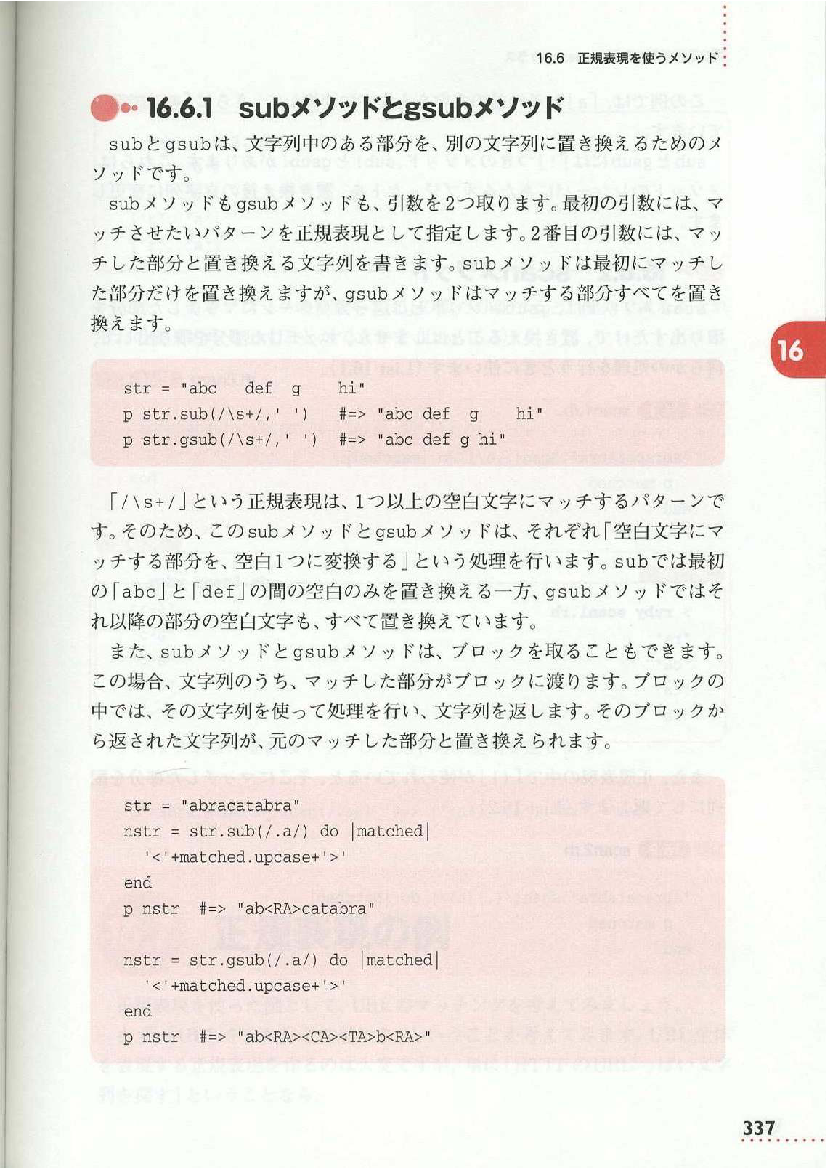 16.6 正規表現を使うメソッド
16.6.1 subメソッドとgsubメソッド
subとgsubは、文字列中のある部分を、別の文字列に置き換えるためのメ
ソッドです。
subメソッドもgsubメソッドも、引数を2つ取ります。最初の引数には、マ
ッチさせたいパターンを正規表現として指定します。2番目の引数には、マッ
チした部分と置き換える文字列を書きます。subメソッドは最初にマッチし
た部分だけを置き換えますが、gsubメソッドはマッチする部分すべてを置き
換えます。
16
str = "abc   def  g     hi"
p str.sub(/\s+/,' ')   #=> "abc def  g     hi"
p str.gsub(/\s+/,' ')  #=> "abc def g hi"
「/\s+/」という正規表現は、1つ以上の空白文字にマッチするパターンで
す。そのため、このsubメソッドとgsubメソッドは、それぞれ「空白文字にマ
ッチする部分を、空白1つに変換する」という処理を行います。subでは最初
の「abc」と「def」の間の空白のみを置き換える一方、gsubメソッドではそ
れ以降の部分の空白文字も、すべて置き換えています。
また、subメソッドとgsubメソッドは、ブロックを取ることもできます。
この場合、文字列のうち、マッチした部分がブロックに渡ります。ブロックの
中では、その文字列を使って処理を行い、文字列を返します。そのブロックか
ら返された文字列が、元のマッチした部分と置き換えられます。
str = "abracatabra"
nstr = str.sub(/.a/) do |matched|
  '<'+matched.upcase+'>'
end
p nstr  #=> "ab<RA>catabra"
nstr = str.gsub(/.a/) do |matched|
  '<'+matched.upcase+'>'
end
p nstr  #=> "ab<RA><CA><TA>b<RA>"
337